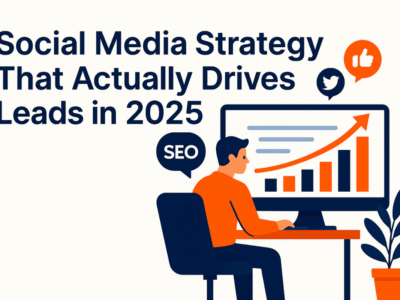 Social Media Strategy
That Actually Drives
Leads in 2025
SEO